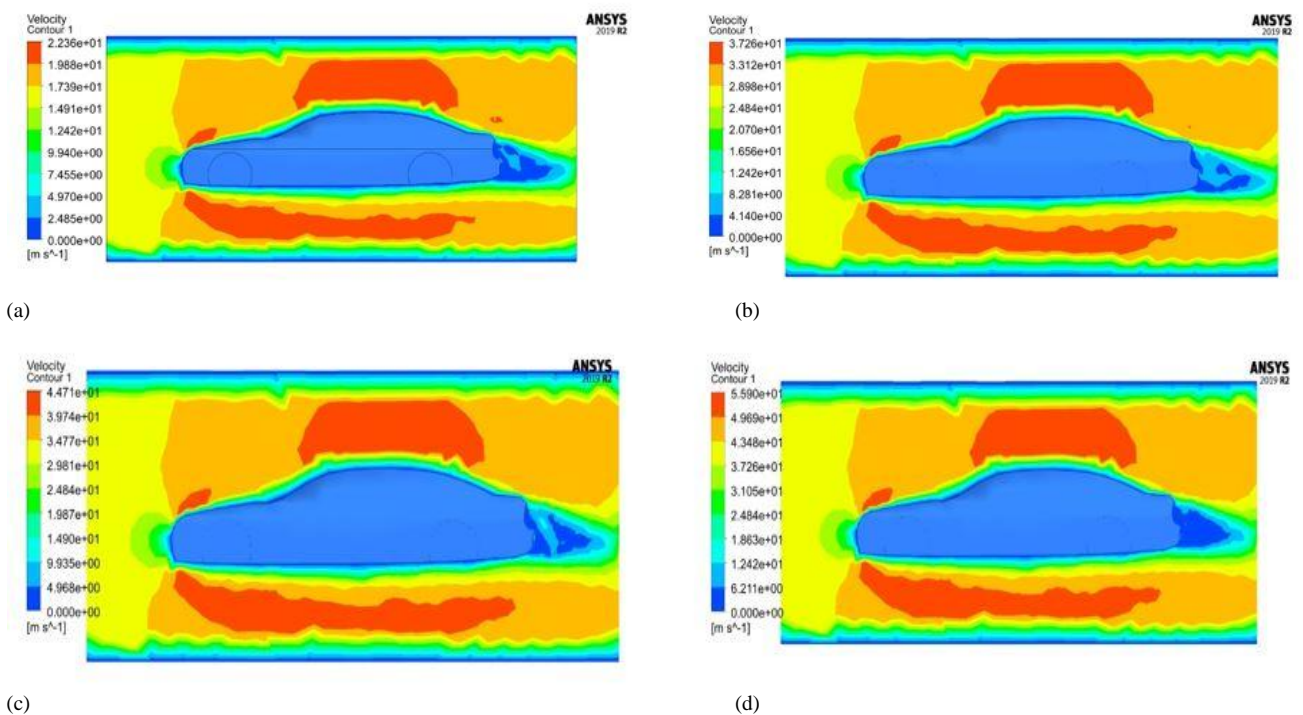 Velocity
Contour 1
2.236e+01
1.988e+01
1.739e+01
1.491e+01
1.242e+01
9.940e+00
7.455e+00
4.970e+00
2.485e+00
0.000e+00
[m s^-1]
ANSYS
2019 R2
(a)
Velocity
Contour 1
3.726e+01
3.312e+01
2.898e+01
2.484e+01
2.070e+01
1.656e+01
1.242e+01
8.281e+00
4.140e+00
0.000e+00
[m s^-1]
ANSYS
2019 R2
(b)
Velocity
Contour 1
4.471e+01
3.974e+01
3.477e+01
2.981e+01
2.484e+01
1.987e+01
1.490e+01
9.935e+00
4.968e+00
0.000e+00
[m s^-1]
ANSYS
2019 R2
(c)
Velocity
Contour 1
5.590e+01
4.969e+01
4.348e+01
3.726e+01
3.105e+01
2.484e+01
1.863e+01
1.242e+01
6.211e+00
0.000e+00
[m s^-1]
ANSYS
2019 R2
(d)